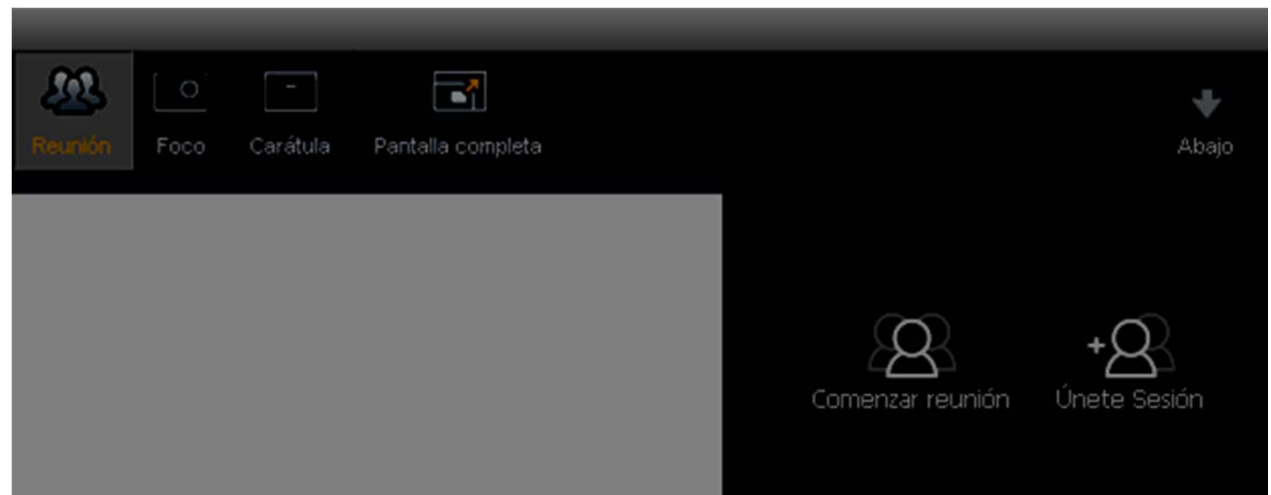 Reunión
Foco
Carátula
Pantalla completa
Abajo
Comenzar reunión
Únete Sesión